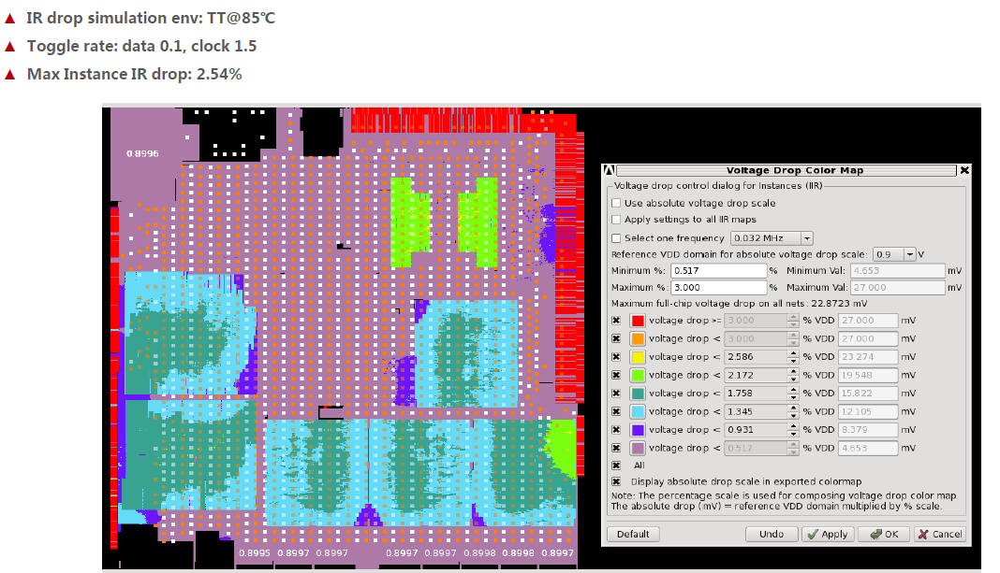 ▲ IR drop simulation env: TT@85℃
▲ Toggle rate: data 0.1, clock 1.5
▲ Max Instance IR drop: 2.54%
0.8996
Voltage Drop Color Map
Voltage drop control dialog for Instances (IIR)
Use absolute voltage drop scale
Apply settings to all IIR maps
Select one frequency 0.032 MHz
Reference VDD domain for absolute voltage drop scale: 0.9 V
Minimum %: 0.517 % Minimum Val: 4.653 mV
Maximum %: 3.000 % Maximum Val: 27.000 mV
Maximum full-chip voltage drop on all nets: 22.8723 mV
voltage drop >= 3.000 % VDD 27.000 mV
voltage drop < 3.000 % VDD 27.000 mV
voltage drop < 2.586 % VDD 23.274 mV
voltage drop < 2.172 % VDD 19.548 mV
voltage drop < 1.758 % VDD 15.822 mV
voltage drop < 1.345 % VDD 12.105 mV
voltage drop < 0.931 % VDD 8.379 mV
voltage drop < 0.517 % VDD 4.653 mV
All
Display absolute drop scale in exported colormap
Note: The percentage scale is used for composing voltage drop color map.
The absolute drop (mV) = reference VDD domain multiplied by % scale.
Default Undo Apply OK Cancel
0.8995 0.8997 0.8997 0.8997 0.8997 0.8998 0.8998 0.8997